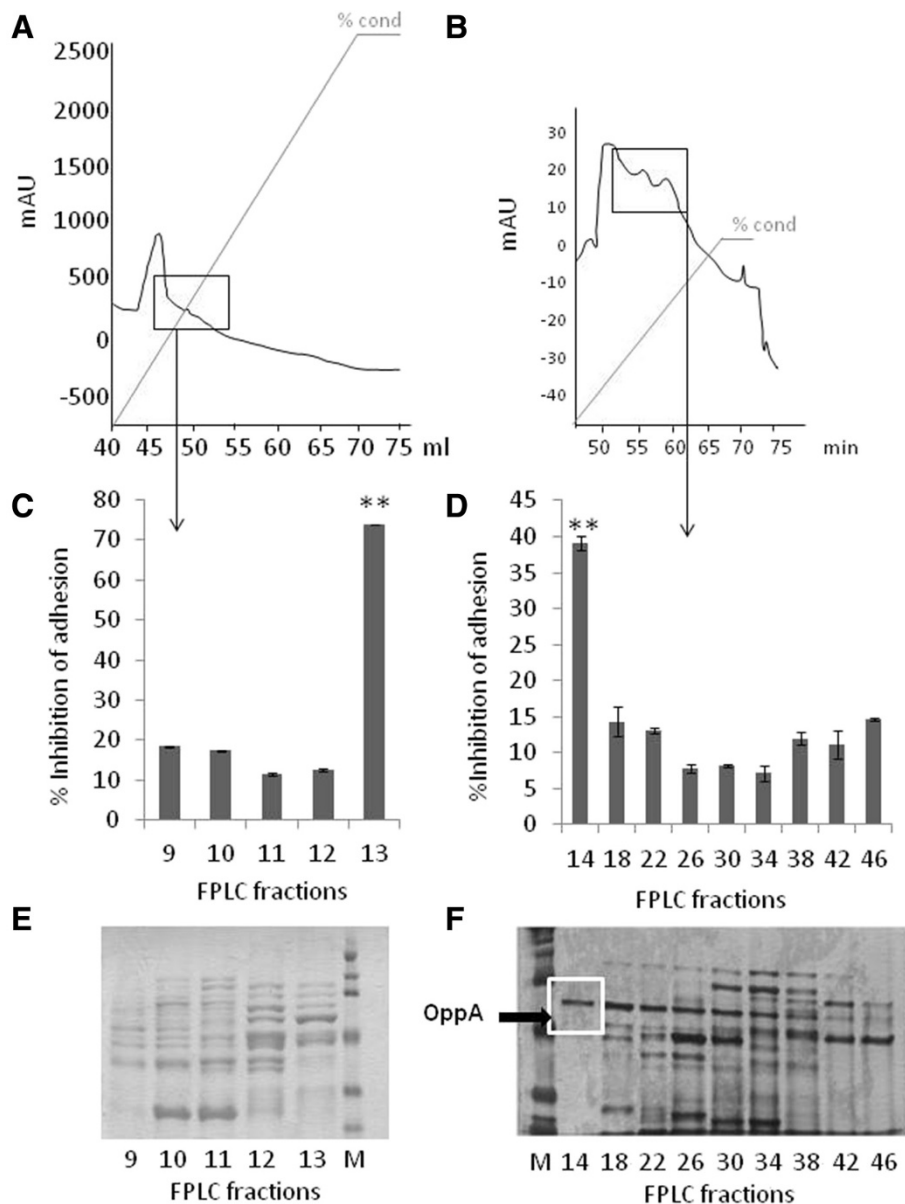 A
% cond
2500
2000
1500
1000
500
0
-500
mAU
40 45 50 55 60 65 70 75 ml
B
30
20
10
0
-10
-20
-30
-40
mAU
% cond
50 60 65 70 75 min
C
**
80
70
60
50
40
30
20
10
0
% Inhibition of adhesion
9 10 11 12 13
FPLC fractions
D
**
45
40
35
30
25
20
15
10
5
0
%Inhibition of adhesion
14 18 22 26 30 34 38 42 46
FPLC fractions
E
9 10 11 12 13 M
FPLC fractions
F
OppA
M 14 18 22 26 30 34 38 42 46
FPLC fractions